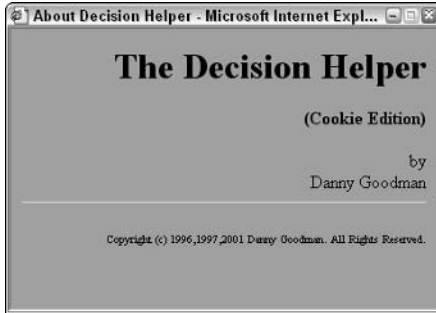 About Decision Helper - Microsoft Internet Expl...
The Decision Helper
(Cookie Edition)
by
Danny Goodman
Copyright (c) 1996,1997,2001 Danny Goodman. All Rights Reserved.